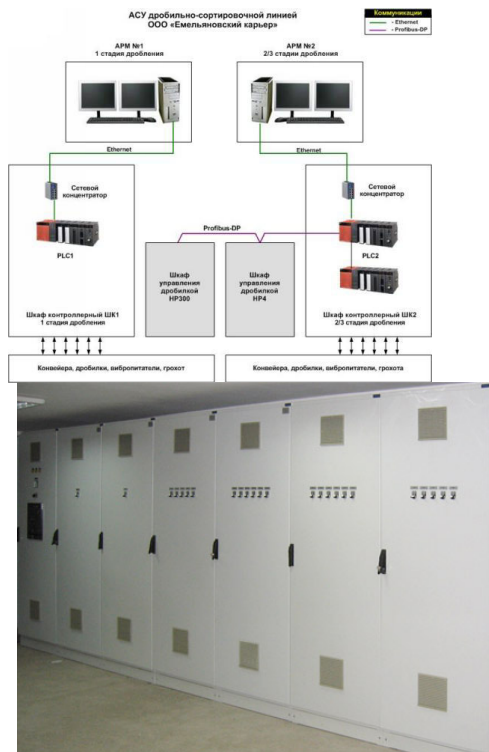 АСУ дробильно-сортировочной линией
ООО «Емельяновский карьер»
Коммуникации
- Ethernet
- Profibus-DP
АРМ №1
1 стадия дробления
АРМ №2
2/3 стадии дробления
Ethernet
Ethernet
Сетевой
концентратор
PLC1
Сетевой
концентратор
PLC2
Profibus-DP
Шкаф
управления
дробилкой
HP300
Шкаф
управления
дробилкой
HP4
Шкаф контроллерный ШК1
1 стадия дробления
Шкаф контроллерный ШК2
2/3 стадия дробления
Конвейера, дробилки, вибропитатели, грохот
Конвейера, дробилки, вибропитатели, грохота